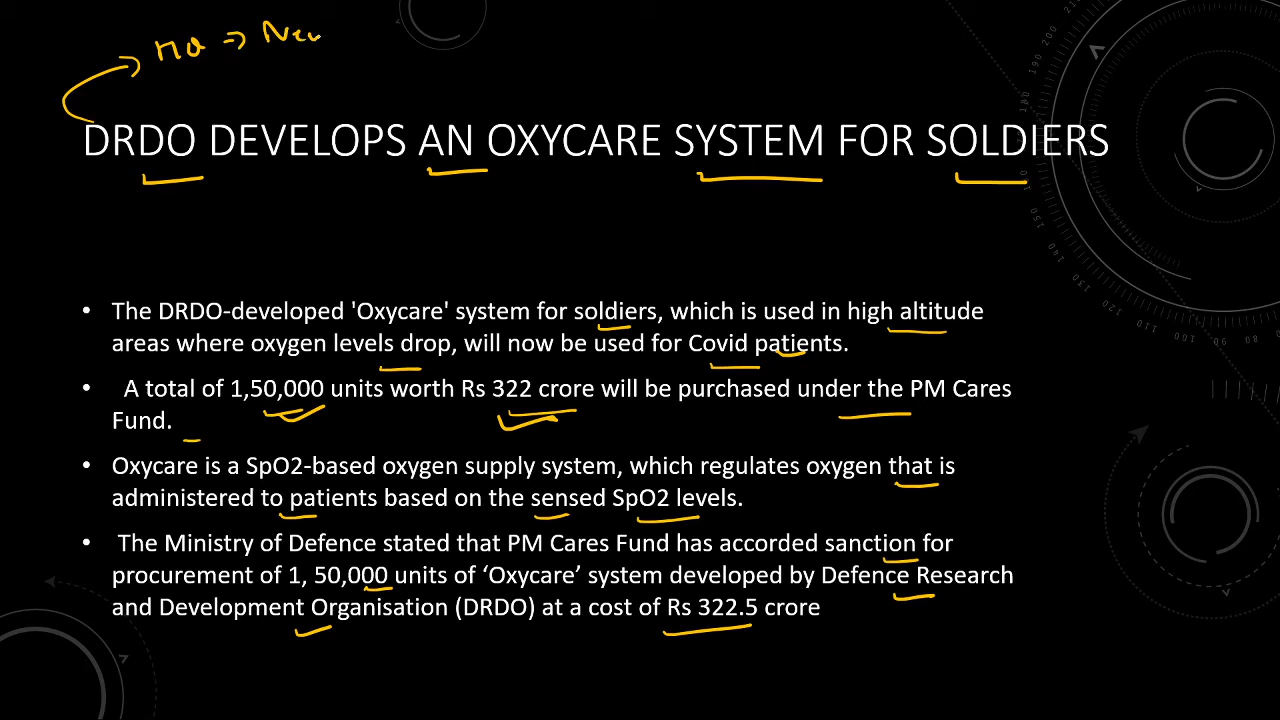 HQ => New
DRDO DEVELOPS AN OXYCARE SYSTEM FOR SOLDIERS
• The DRDO-developed 'Oxycare' system for soldiers, which is used in high altitude
areas where oxygen levels drop, will now be used for Covid patients.
• A total of 1,50,000 units worth Rs 322 crore will be purchased under the PM Cares
Fund.
• Oxycare is a SpO2-based oxygen supply system, which regulates oxygen that is
administered to patients based on the sensed SpO2 levels.
• The Ministry of Defence stated that PM Cares Fund has accorded sanction for
procurement of 1, 50,000 units of ‘Oxycare’ system developed by Defence Research
and Development Organisation (DRDO) at a cost of Rs 322.5 crore